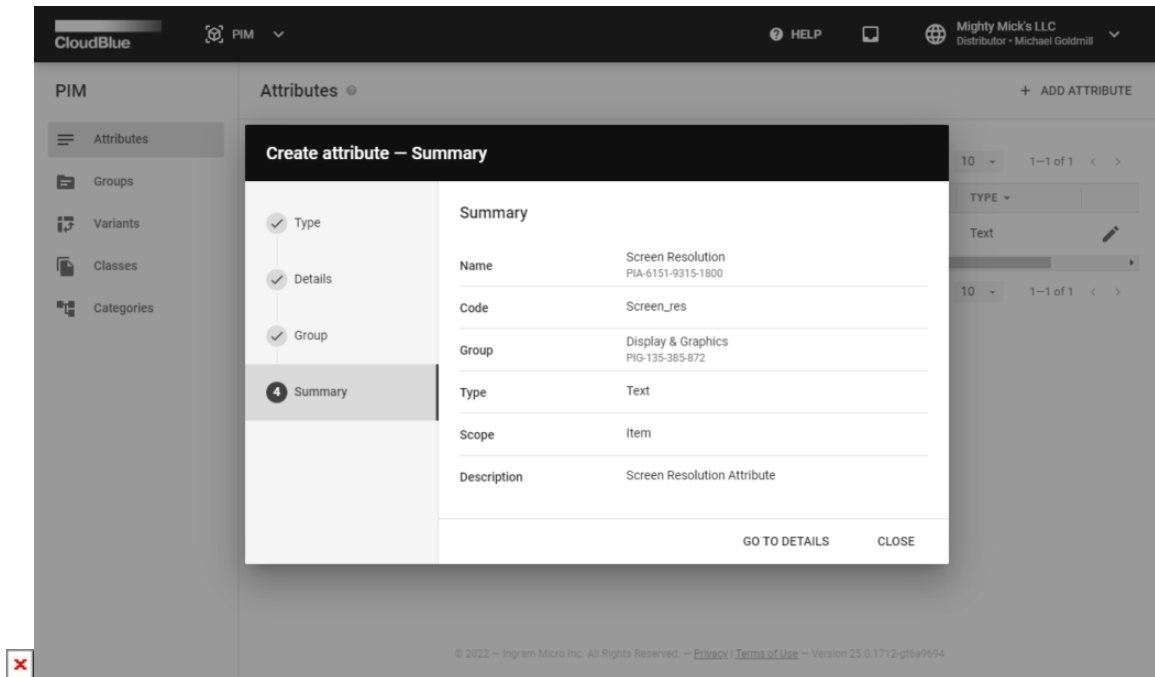 CloudBlue
PIM
HELP
Mighty Mick's LLC
Distributor • Michael Goldmill
PIM
Attributes
+ ADD ATTRIBUTE
Attributes
Groups
Variants
Classes
Categories
10
1–1 of 1
TYPE
Text
10
1–1 of 1
Create attribute — Summary
Type
Details
Group
4 Summary
Summary
Name
Screen Resolution
PIA-6151-9315-1800
Code
Screen_res
Group
Display & Graphics
PIG-135-385-872
Type
Text
Scope
Item
Description
Screen Resolution Attribute
GO TO DETAILS
CLOSE
© 2022 — Ingram Micro Inc. All Rights Reserved. — Privacy | Terms of Use — Version 25.0.1712-gf6a9694